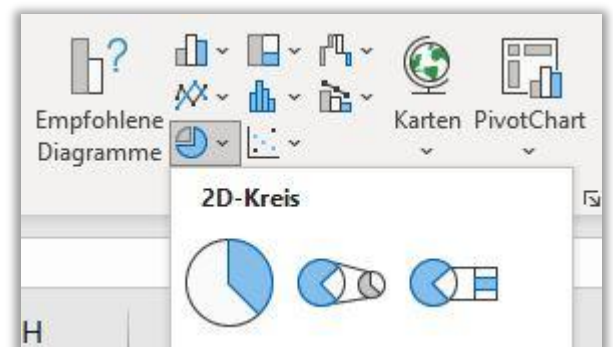 Empfohlene
Diagramme
Karten PivotChart
2D-Kreis
H